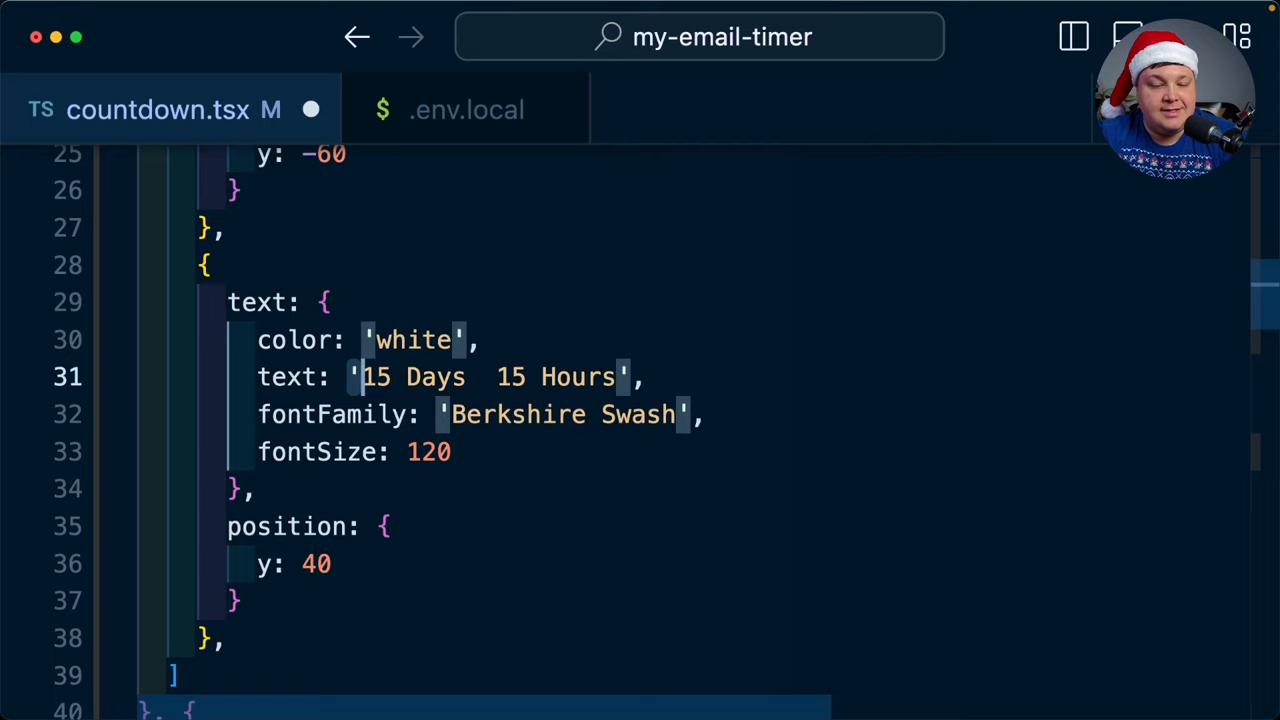 my-email-timer
TS countdown.tsx M
$ .env.local
25 y: -60
26 }
27 },
28 {
29 text: {
30 color: 'white',
31 text: '15 Days  15 Hours',
32 fontFamily: 'Berkshire Swash',
33 fontSize: 120
34 },
35 position: {
36 y: 40
37 }
38 },
39 ]
40 }, {